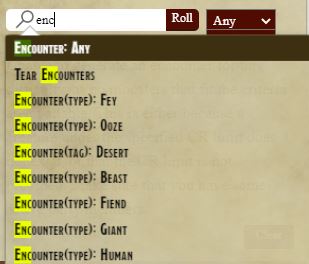 enc Roll Any
Encounter: Any
Tear Encounters
Encounter(type): Fey
Encounter(type): Ooze
Encounter(tag): Desert
Encounter(type): Beast
Encounter(type): Fiend
Encounter(type): Giant
Encounter(type): Human